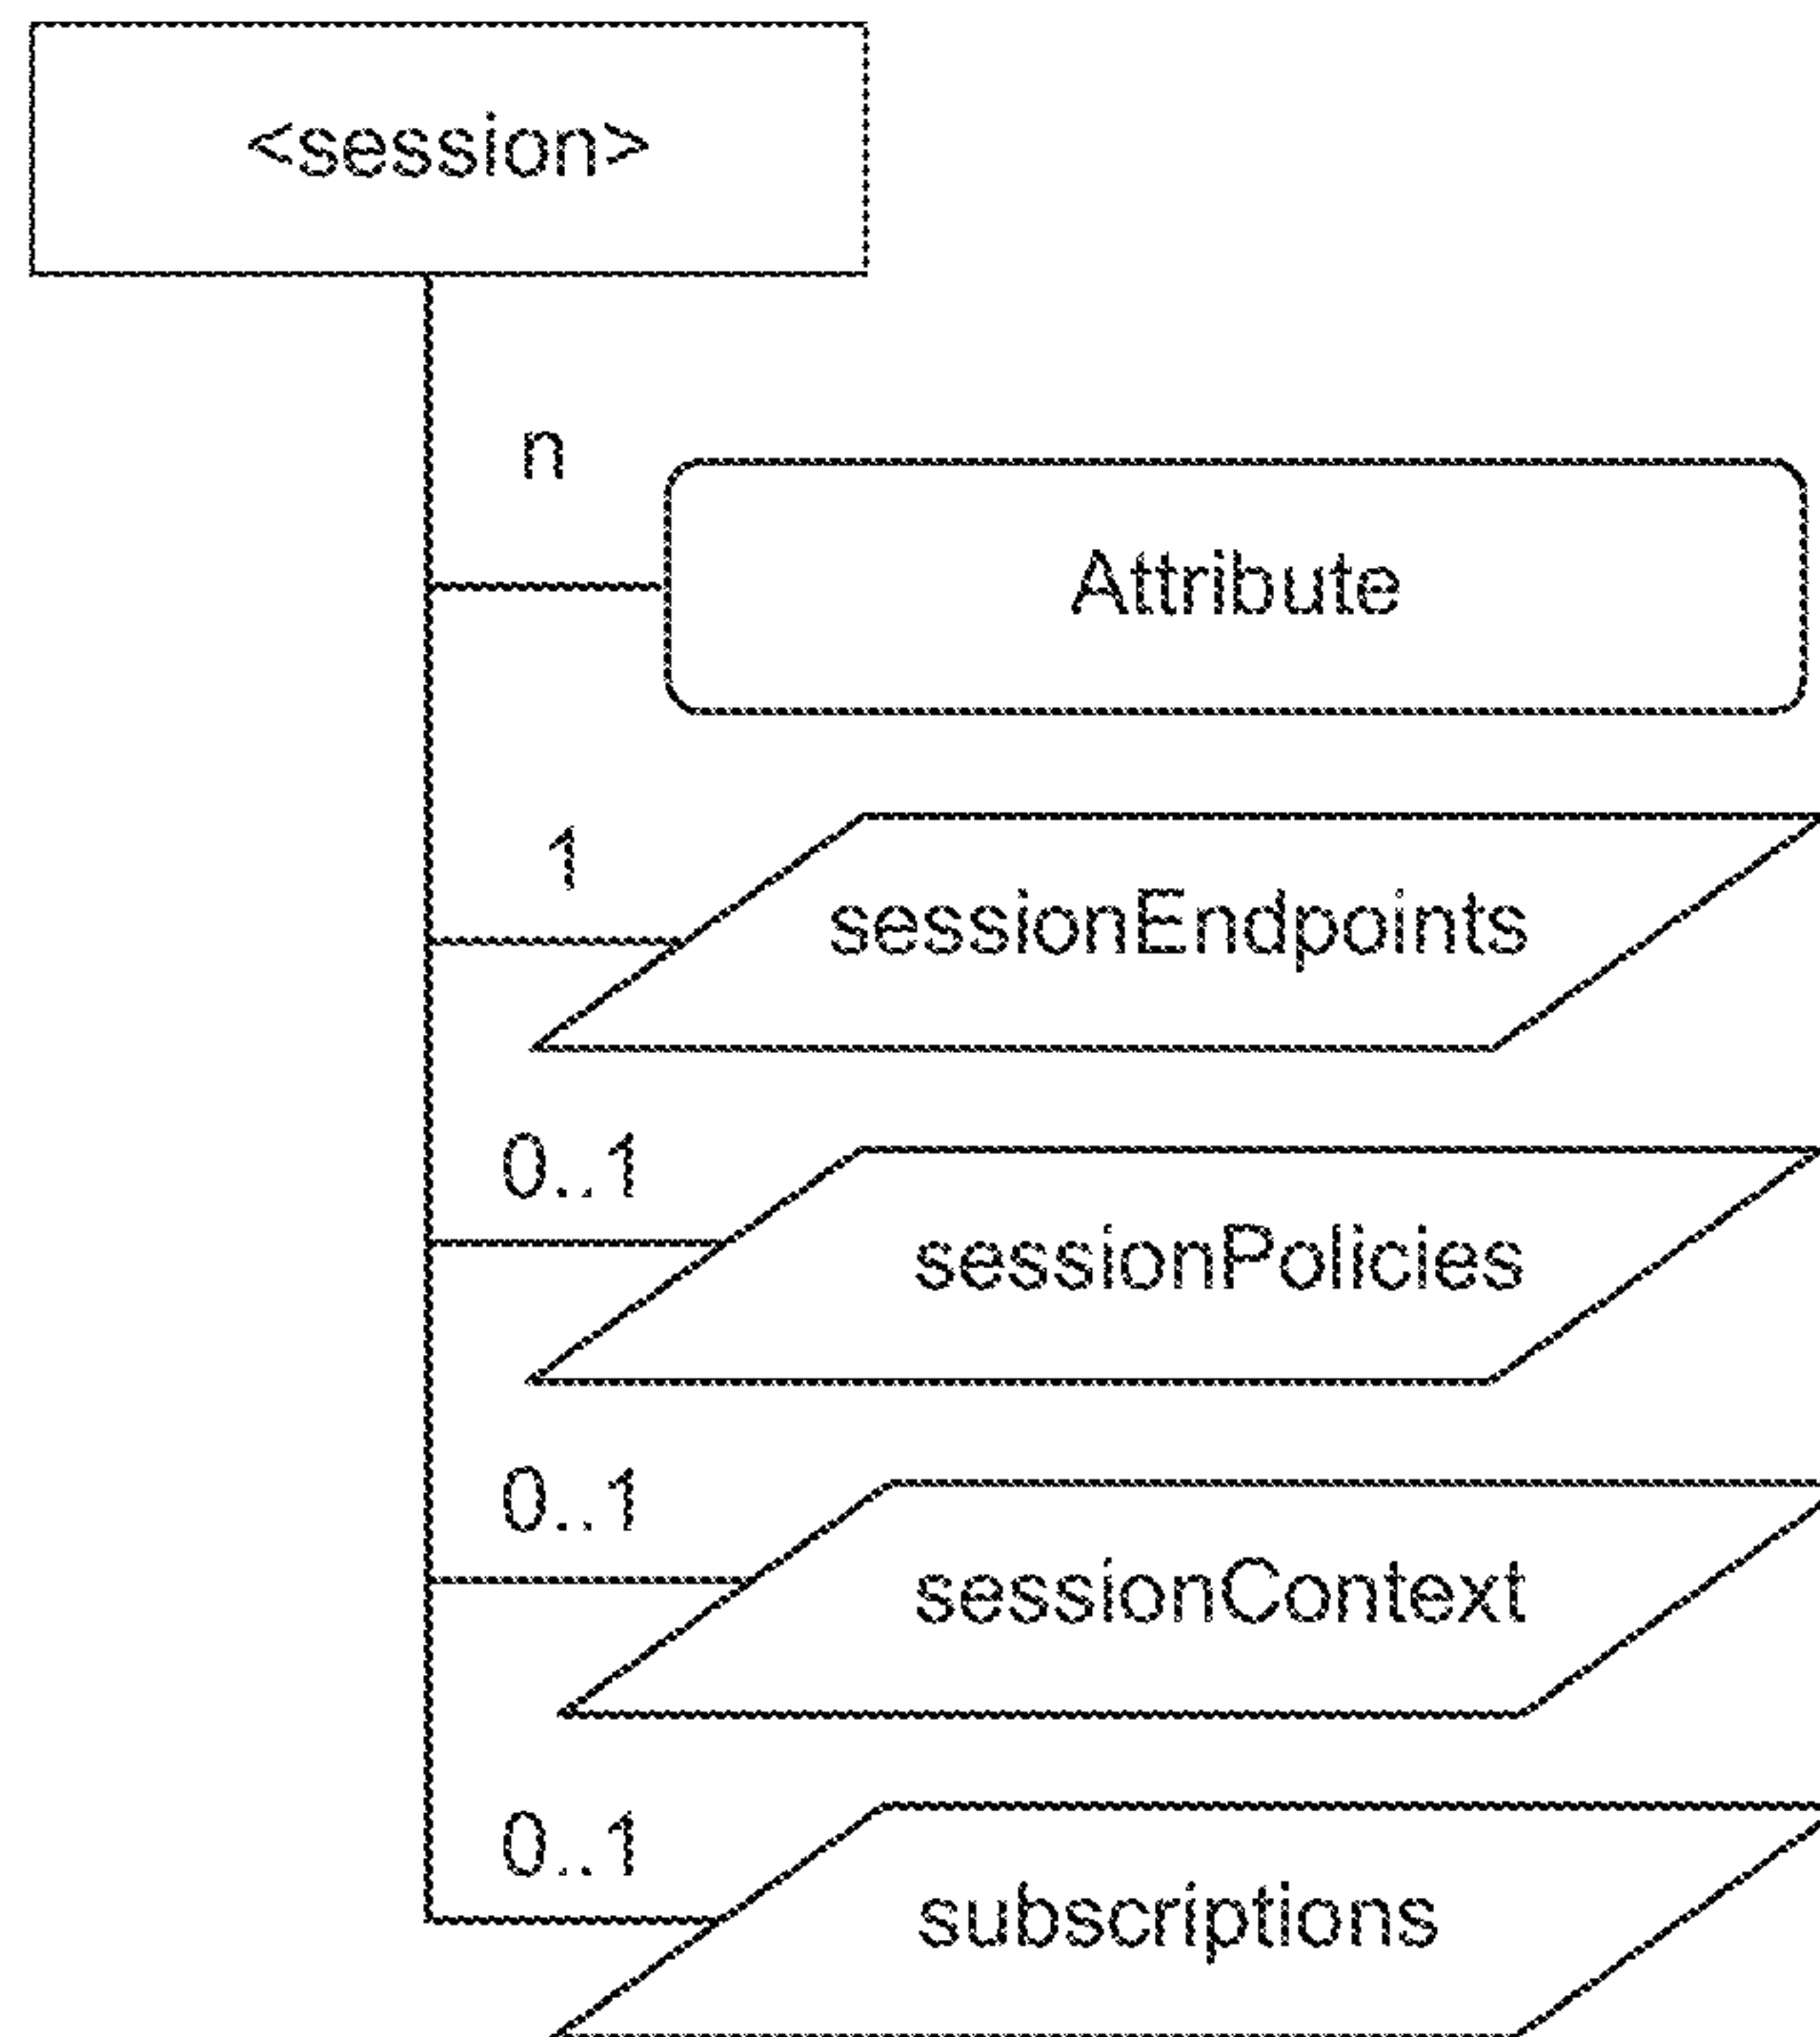 <session>
n
Attribute
1
sessionEndpoints
0..1
sessionPolicies
0..1
sessionContext
0..1
subscriptions